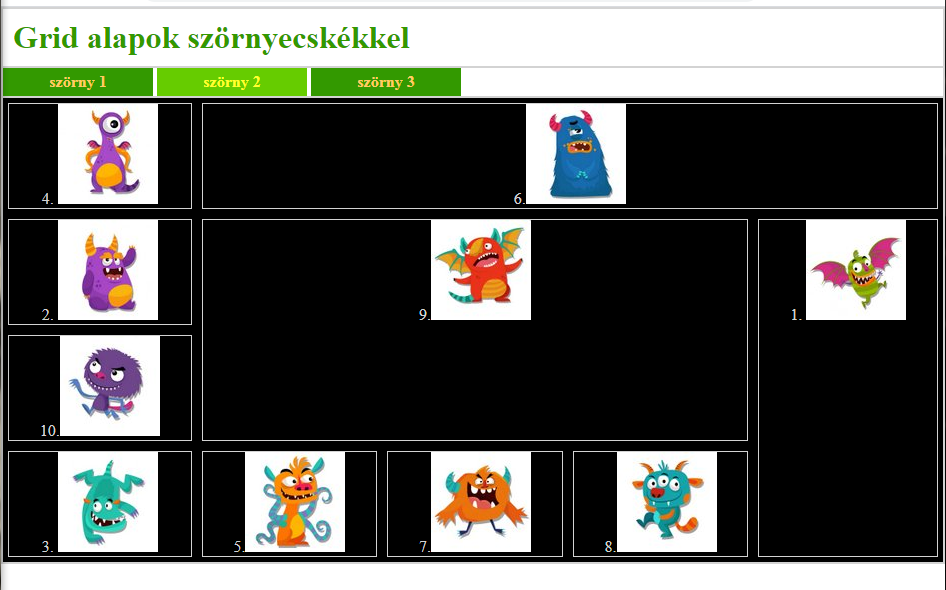 Grid alapok szörnyecskékkel
szörny 1 szörny 2 szörny 3
4. 6.
2. 9. 1.
10.
3. 5. 7. 8.